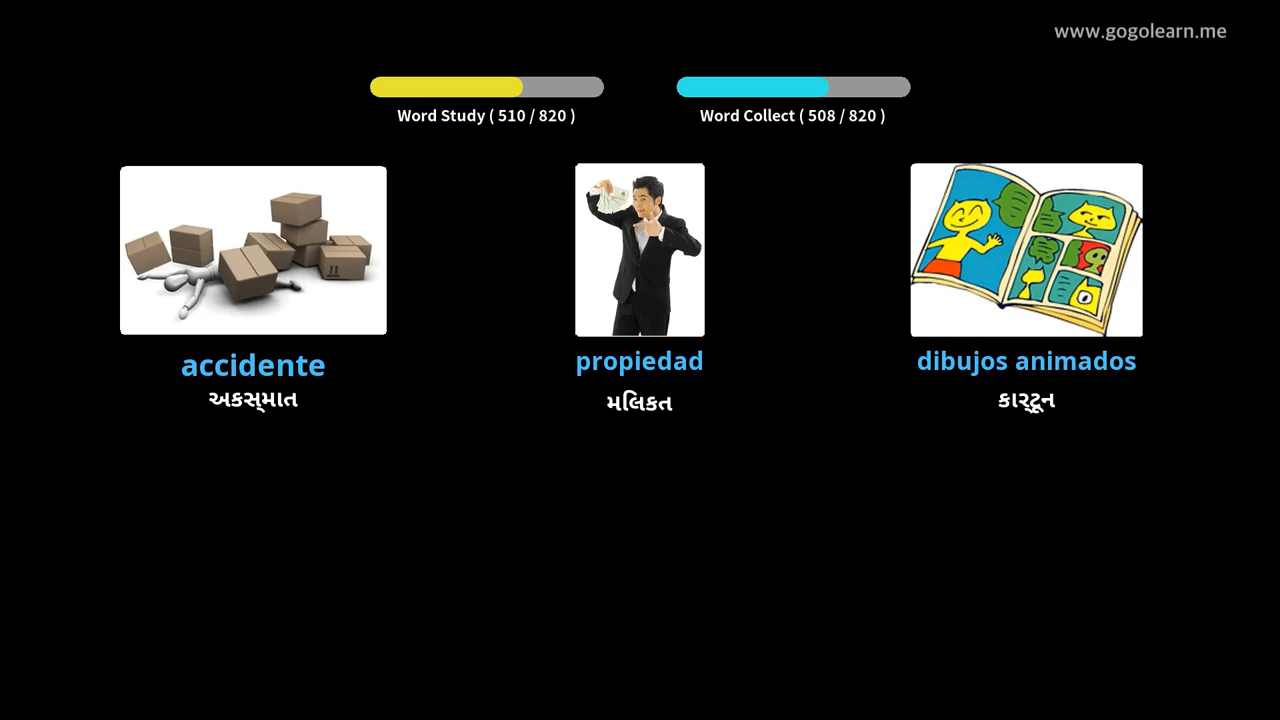 www.gogolearn.me
Word Study ( 510 / 820 )
Word Collect ( 508 / 820 )
accidente
propiedad
dibujos animados
અકસ્માત
મલિકત
કાર્ટૂન